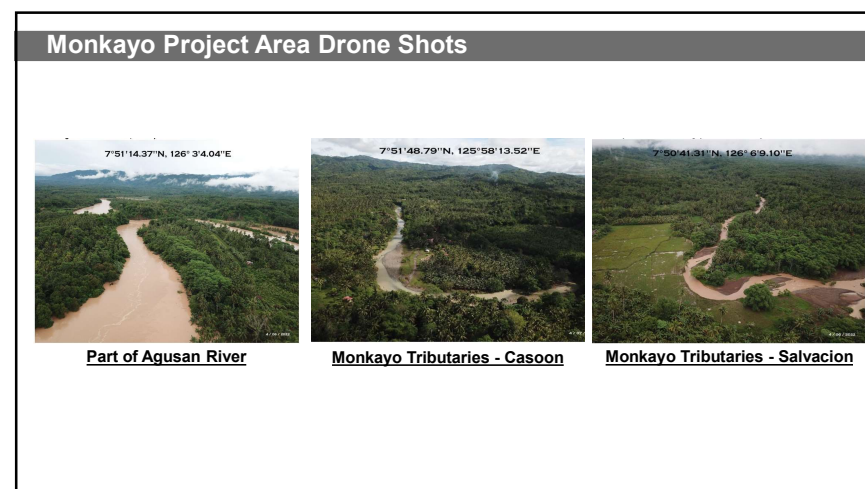 Monkayo Project Area Drone Shots
7°51'14.37"N, 126° 3'4.04"E
7°51'48.79"N, 125°58'13.52"E
7°50'41.31"N, 126° 6'9.10"E
Part of Agusan River
Monkayo Tributaries - Casoon
Monkayo Tributaries - Salvacion